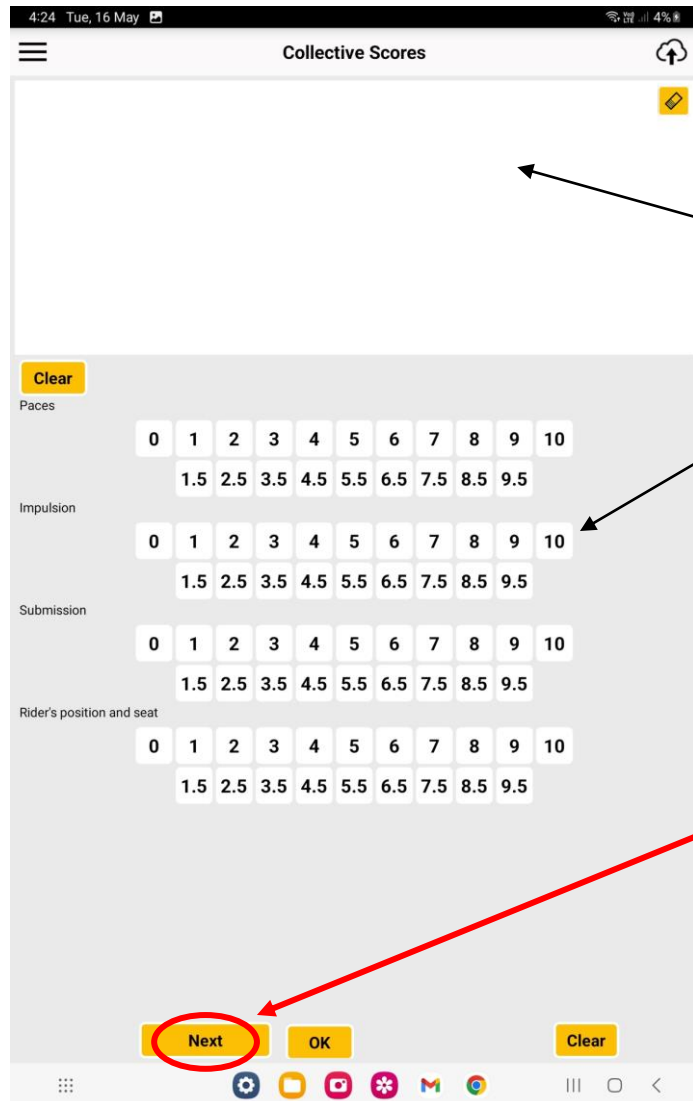 4:24 Tue, 16 May 4%
Collective Scores
Clear
Paces
0 1 2 3 4 5 6 7 8 9 10
1.5 2.5 3.5 4.5 5.5 6.5 7.5 8.5 9.5
Impulsion
0 1 2 3 4 5 6 7 8 9 10
1.5 2.5 3.5 4.5 5.5 6.5 7.5 8.5 9.5
Submission
0 1 2 3 4 5 6 7 8 9 10
1.5 2.5 3.5 4.5 5.5 6.5 7.5 8.5 9.5
Rider's position and seat
0 1 2 3 4 5 6 7 8 9 10
1.5 2.5 3.5 4.5 5.5 6.5 7.5 8.5 9.5
Next OK Clear